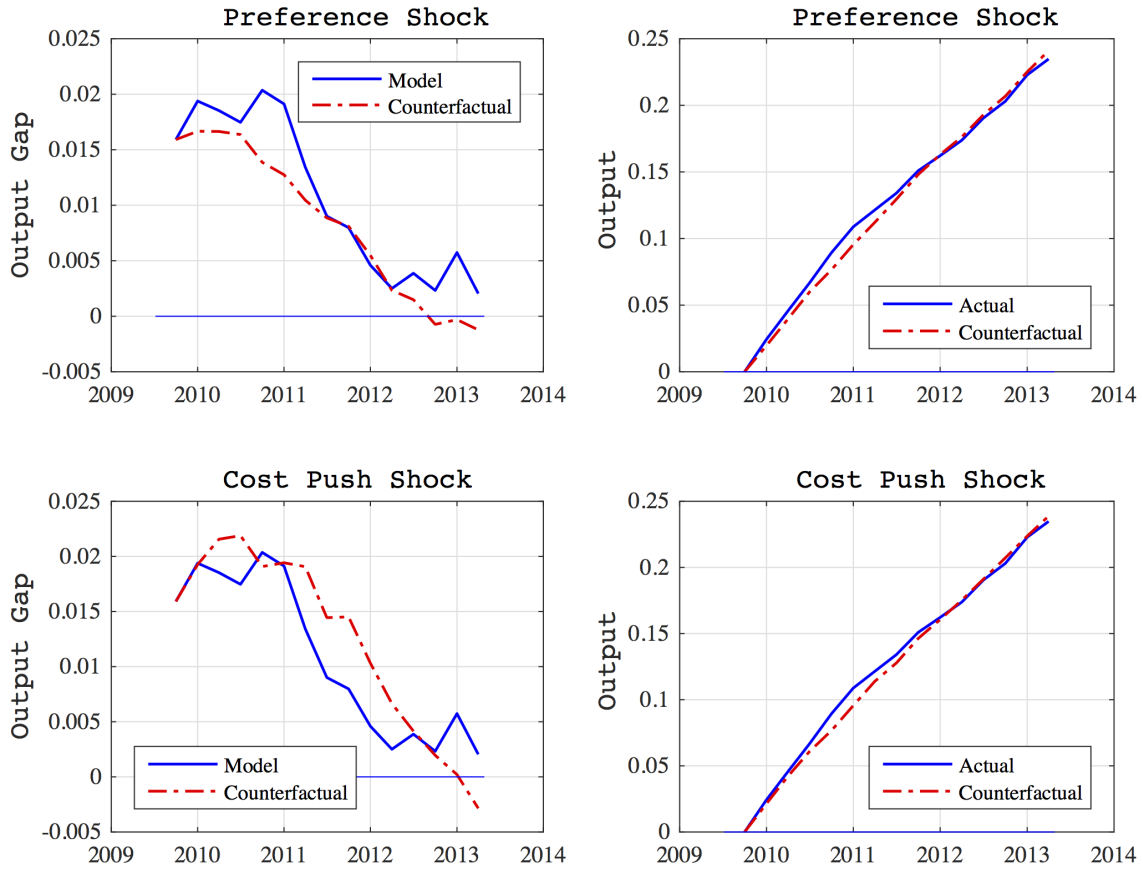 Preference Shock
0.025
0.02
0.015
0.01
0.005
0
-0.005
Output Gap
Model
Counterfactual
2009 2010 2011 2012 2013 2014
Preference Shock
0.25
0.2
0.15
0.1
0.05
0
Output
Actual
Counterfactual
2009 2010 2011 2012 2013 2014
Cost Push Shock
0.025
0.02
0.015
0.01
0.005
0
-0.005
Output Gap
Model
Counterfactual
2009 2010 2011 2012 2013 2014
Cost Push Shock
0.25
0.2
0.15
0.1
0.05
0
Output
Actual
Counterfactual
2009 2010 2011 2012 2013 2014